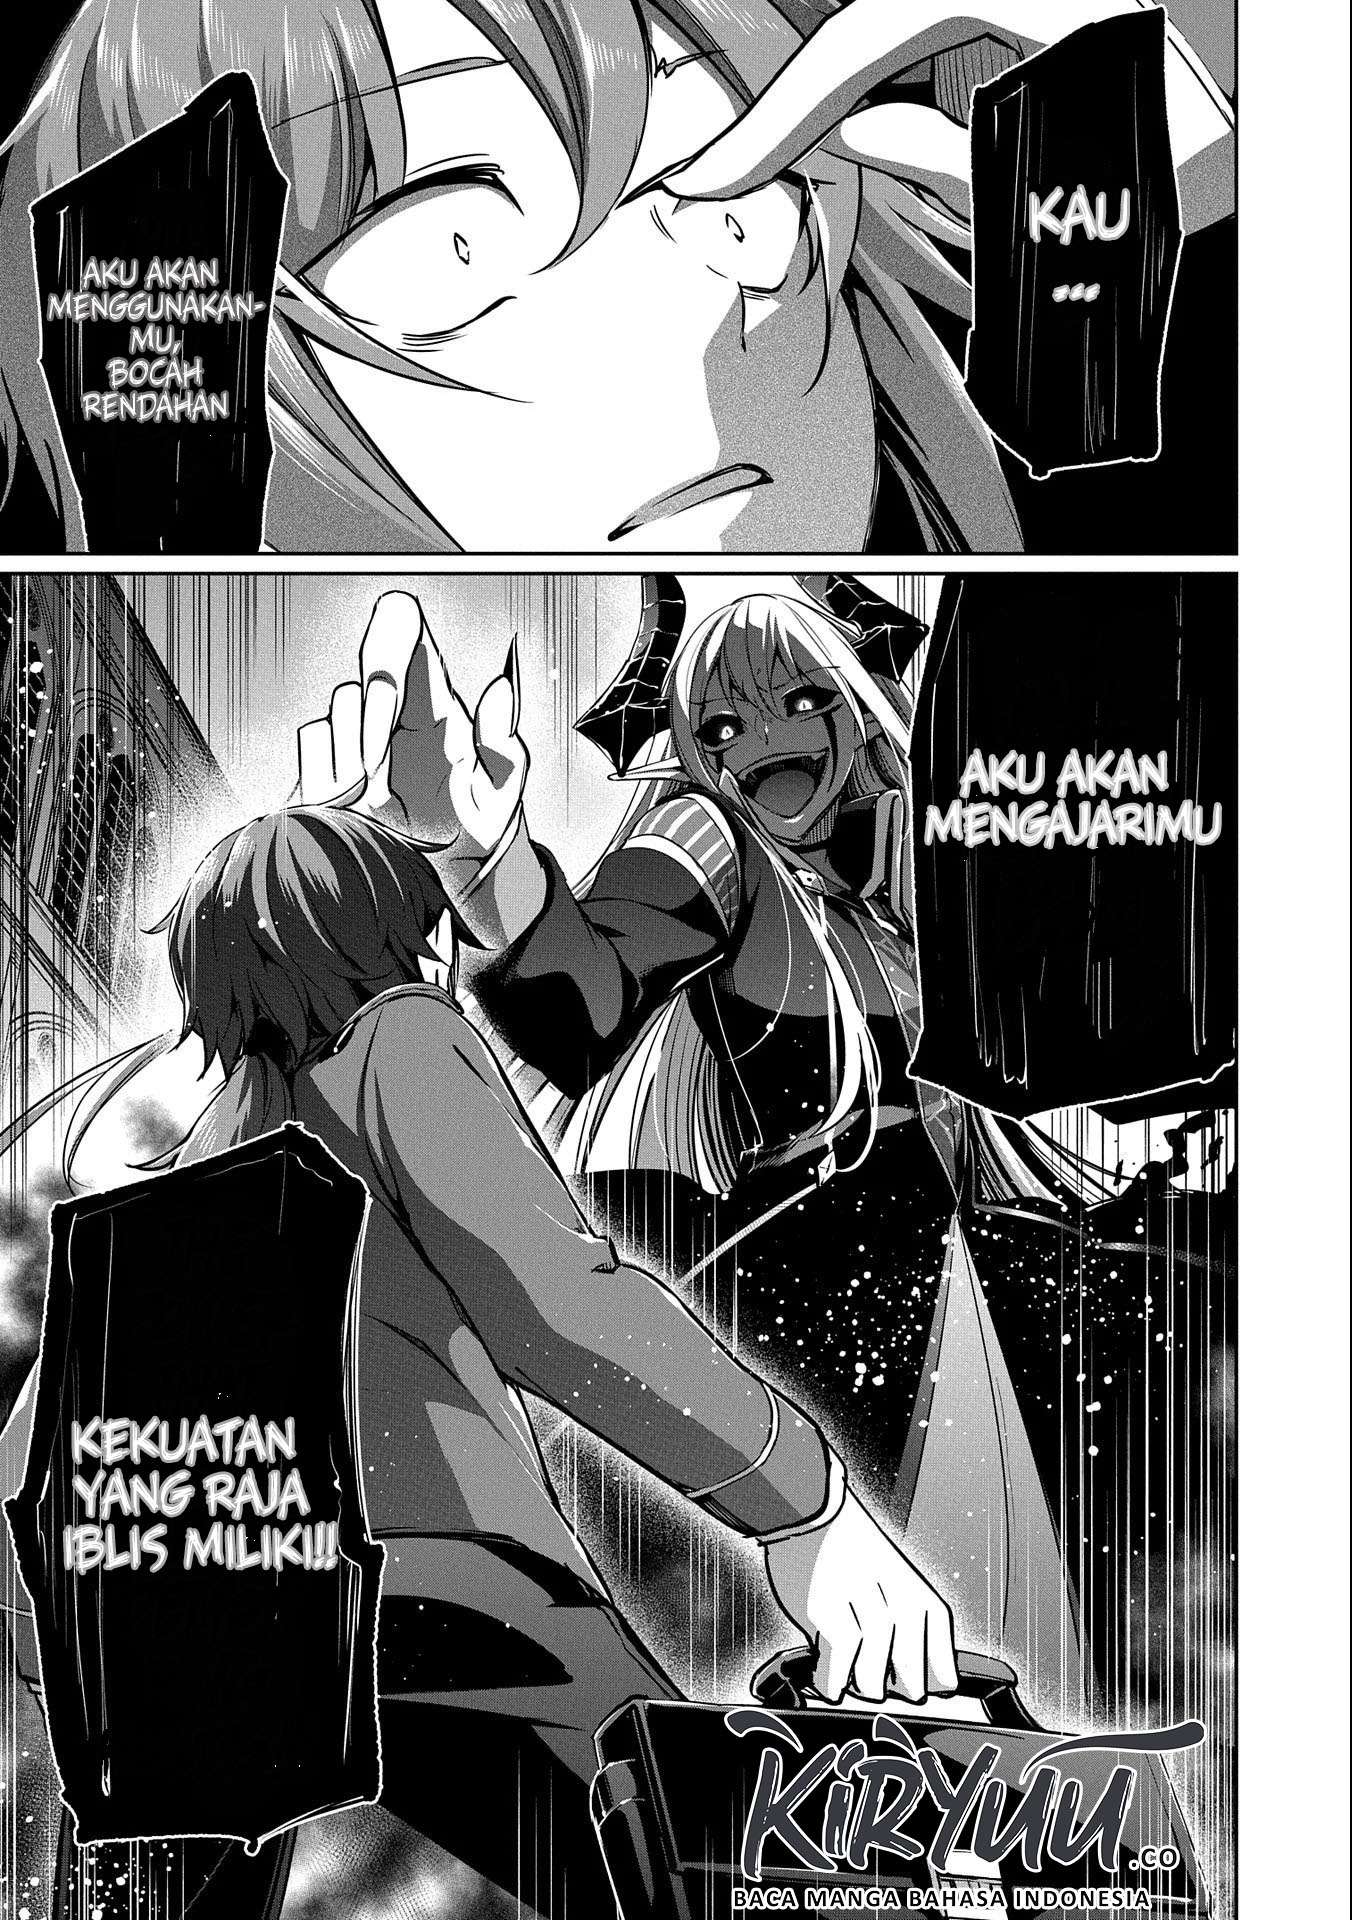 KAU
...
AKU AKAN
MENGGUNAKAN-
MU,
BOCAH
RENDAHAN
AKU AKAN
MENGAJARIMU
KEKUATAN
YANG RAJA
IBLIS MILIKI!!
KIRYUU
.CO
BACA MANGA BAHASA INDONESIA